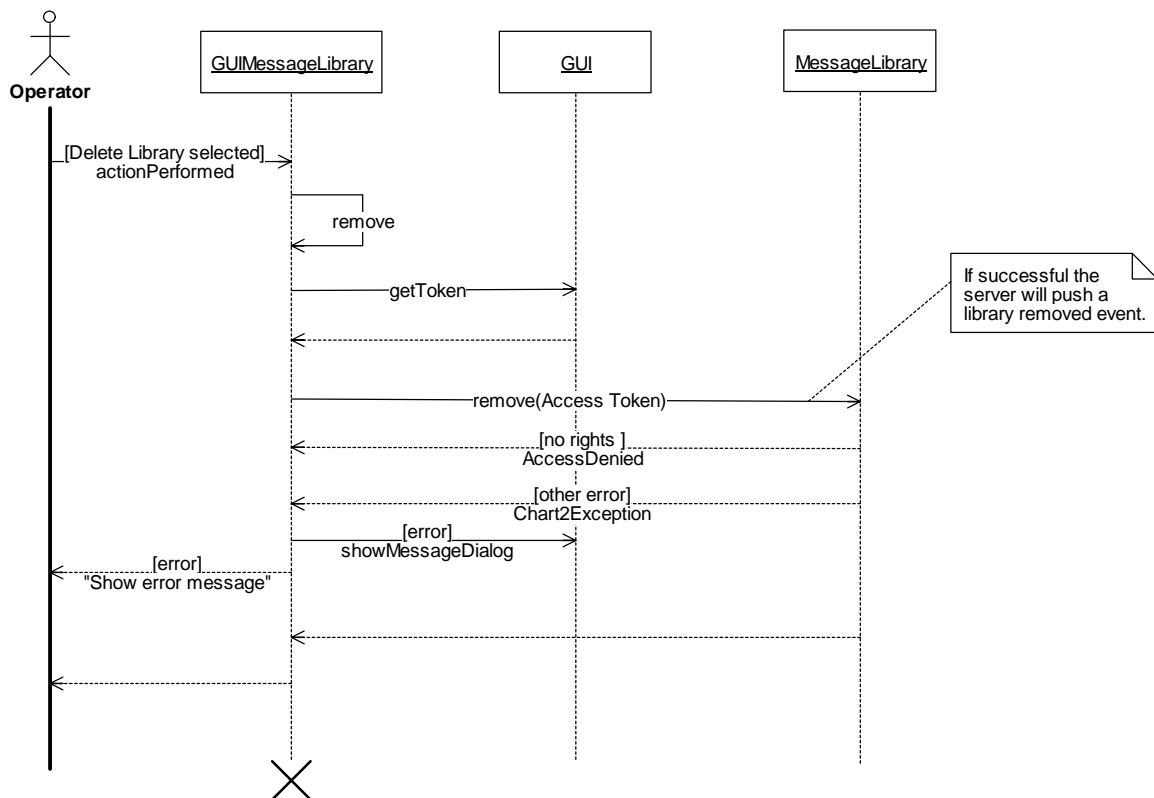 Operator
GUIMessageLibrary
GUI
MessageLibrary
[Delete Library selected]
actionPerformed
remove
getToken
If successful the
server will push a
library removed event.
remove(Access Token)
[no rights ]
AccessDenied
[other error]
Chart2Exception
[error]
showMessageDialog
[error]
"Show error message"